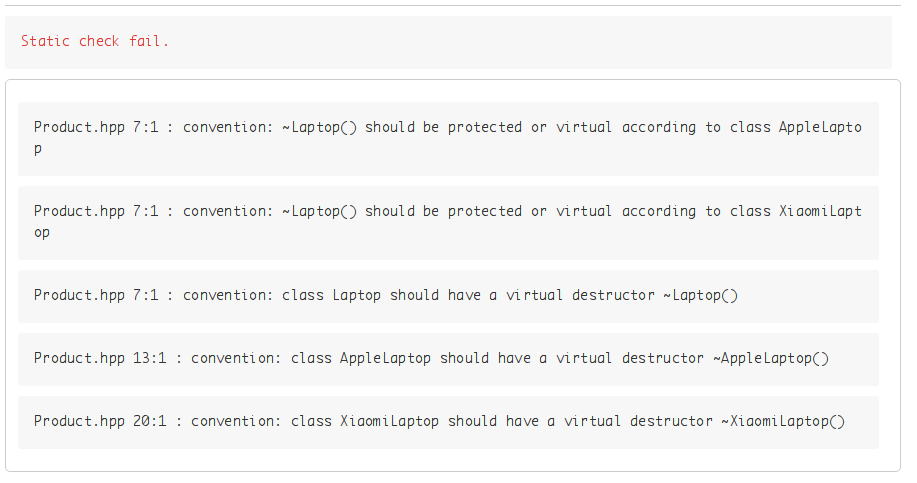 Static check fail.
Product.hpp 7:1 : convention: ~Laptop() should be protected or virtual according to class AppleLapto
p
Product.hpp 7:1 : convention: ~Laptop() should be protected or virtual according to class XiaomiLapt
op
Product.hpp 7:1 : convention: class Laptop should have a virtual destructor ~Laptop()
Product.hpp 13:1 : convention: class AppleLaptop should have a virtual destructor ~AppleLaptop()
Product.hpp 20:1 : convention: class XiaomiLaptop should have a virtual destructor ~XiaomiLaptop()